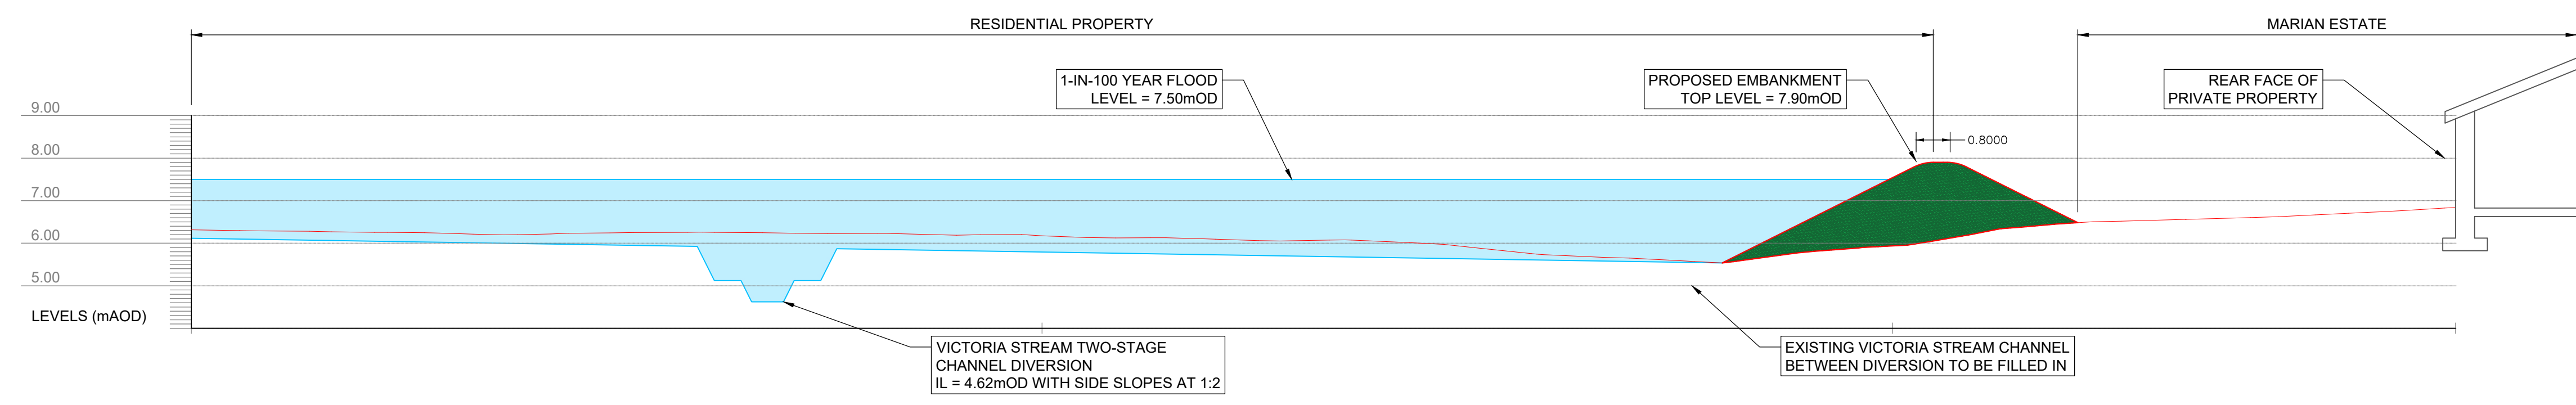 RESIDENTIAL PROPERTY
MARIAN ESTATE
1-IN-100 YEAR FLOOD
LEVEL = 7.50mOD
PROPOSED EMBANKMENT
TOP LEVEL = 7.90mOD
REAR FACE OF
PRIVATE PROPERTY
9.00
0.8000
8.00
7.00
6.00
5.00
LEVELS (mAOD)
VICTORIA STREAM TWO-STAGE
CHANNEL DIVERSION
IL = 4.62mOD WITH SIDE SLOPES AT 1:2
EXISTING VICTORIA STREAM CHANNEL
BETWEEN DIVERSION TO BE FILLED IN